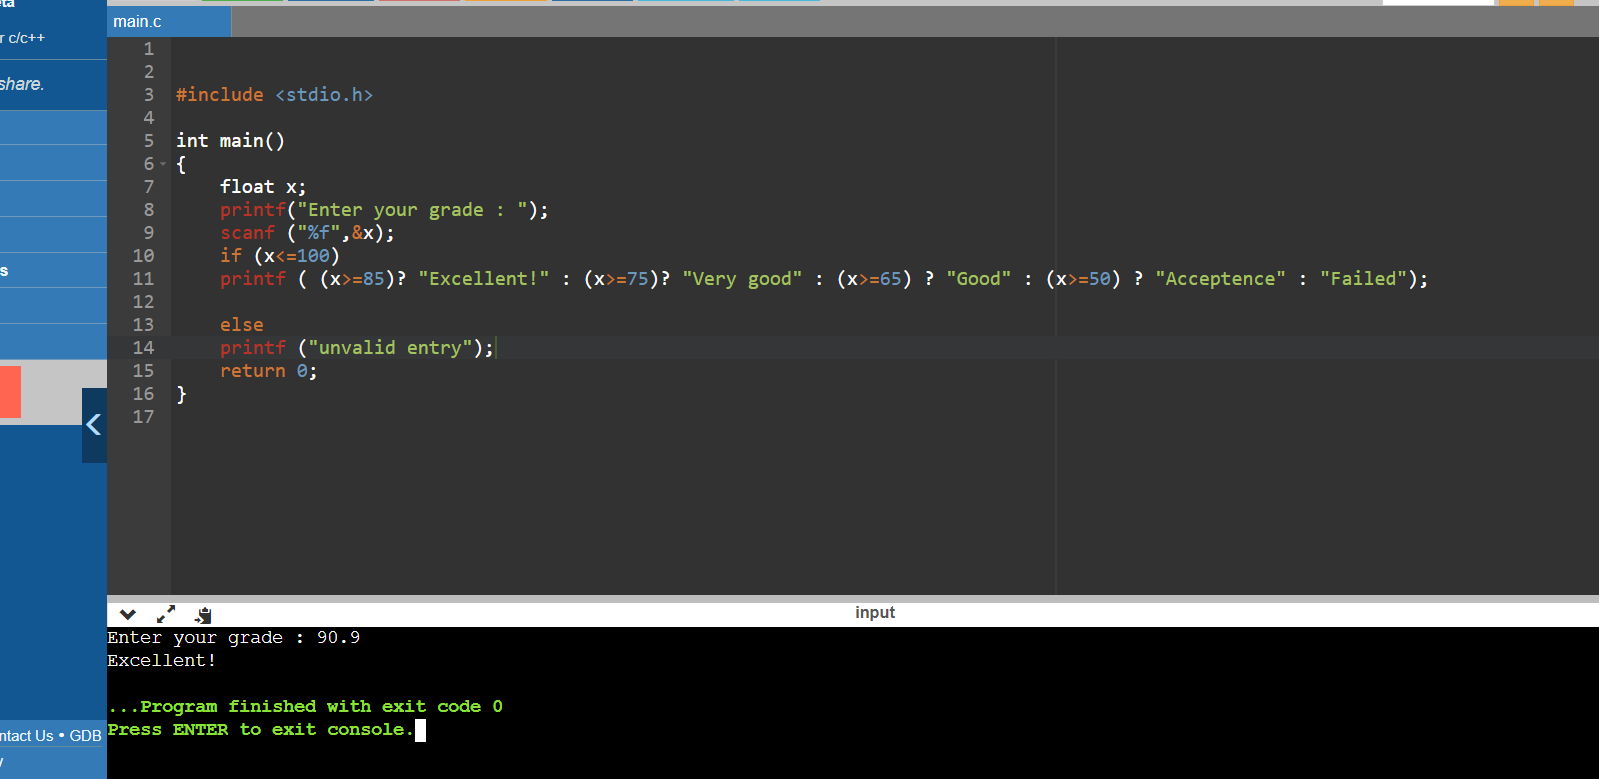 main.c
c/c++
share.
1
2
3 #include <stdio.h>
4
5 int main()
6 {
7 float x;
8 printf("Enter your grade : ");
9 scanf ("%f",&x);
10 if (x<=100)
11 printf ( (x>=85)? "Excellent!" : (x>=75)? "Very good" : (x>=65) ? "Good" : (x>=50) ? "Acceptence" : "Failed");
12
13 else
14 printf ("unvalid entry");
15 return 0;
16 }
17
input
Enter your grade : 90.9
Excellent!
...Program finished with exit code 0
Press ENTER to exit console.
ntact Us • GDB